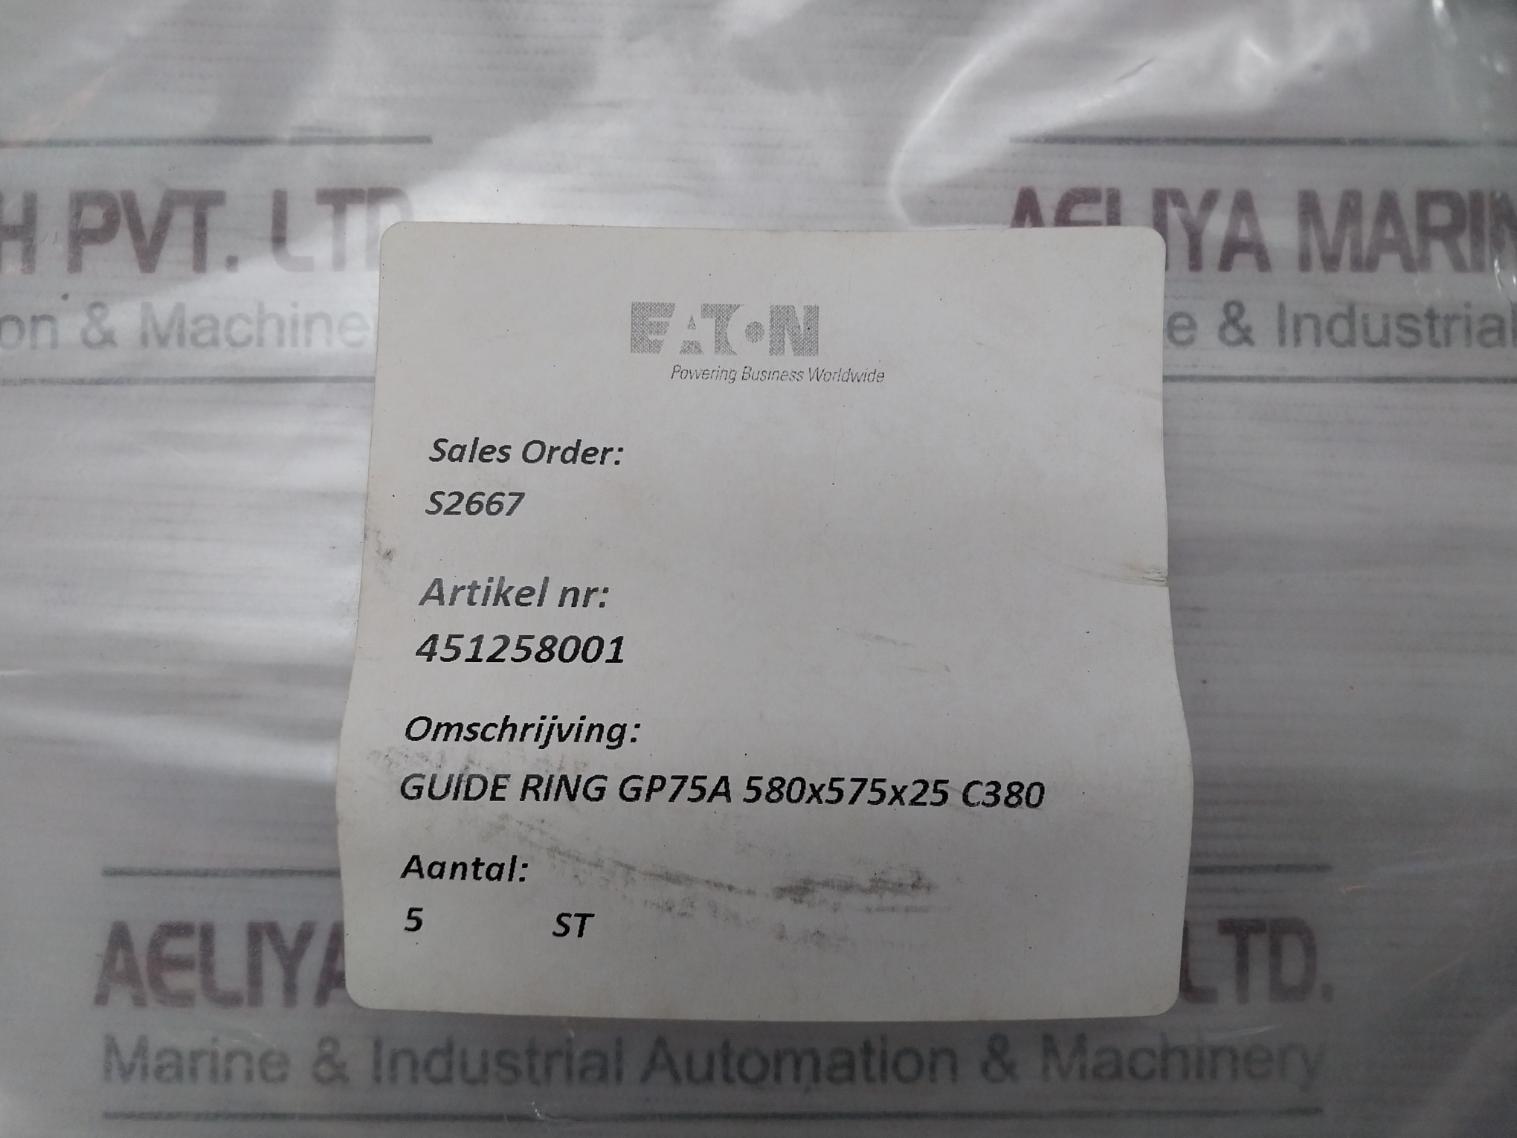 H PVT. LTD
AELIYA MARIN
on & Machine
e & Industrial
EATON
Powering Business Worldwide
Sales Order:
S2667
Artikel nr:
451258001
Omschrijving:
GUIDE RING GP75A 580x575x25 C380
Aantal:
5 ST
AELIYA LTD.
Marine & Industrial Automation & Machinery